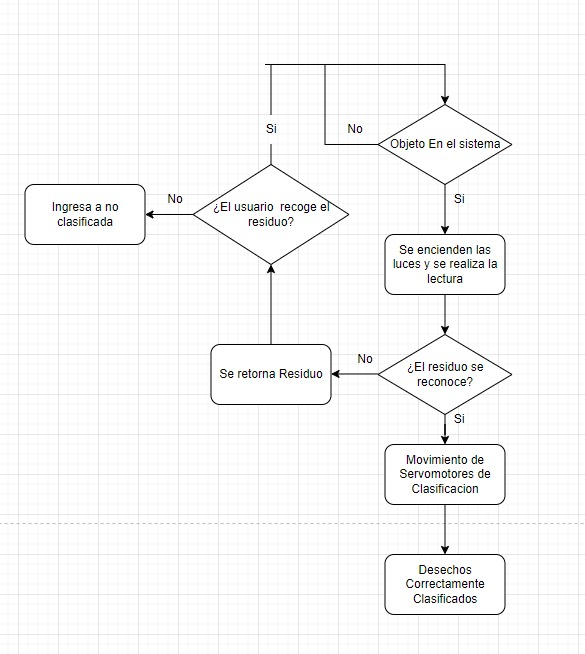 Si
No
Objeto En el sistema
Si
No
¿El usuario  recoge el
residuo?
Ingresa a no
clasificada
Se encienden las
luces y se realiza la
lectura
No
¿El residuo se
reconoce?
Se retorna Residuo
Si
Movimiento de
Servomotores de
Clasificacion
Desechos
Correctamente
Clasificados